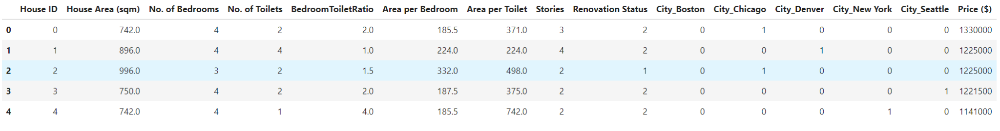 House ID House Area (sqm) No. of Bedrooms No. of Toilets BedroomToiletRatio Area per Bedroom Area per Toilet Stories Renovation Status City_Boston City_Chicago City_Denver City_New York City_Seattle Price ($)
0 0 742.0 4 2 2.0 185.5 371.0 3 2 0 1 0 0 0 1330000
1 1 896.0 4 4 1.0 224.0 224.0 4 2 0 0 1 0 0 1225000
2 2 996.0 3 2 1.5 332.0 498.0 2 1 0 1 0 0 0 1225000
3 3 750.0 4 2 2.0 187.5 375.0 2 2 0 0 0 0 1 1221500
4 4 742.0 4 1 4.0 185.5 742.0 2 2 0 0 0 1 0 1141000